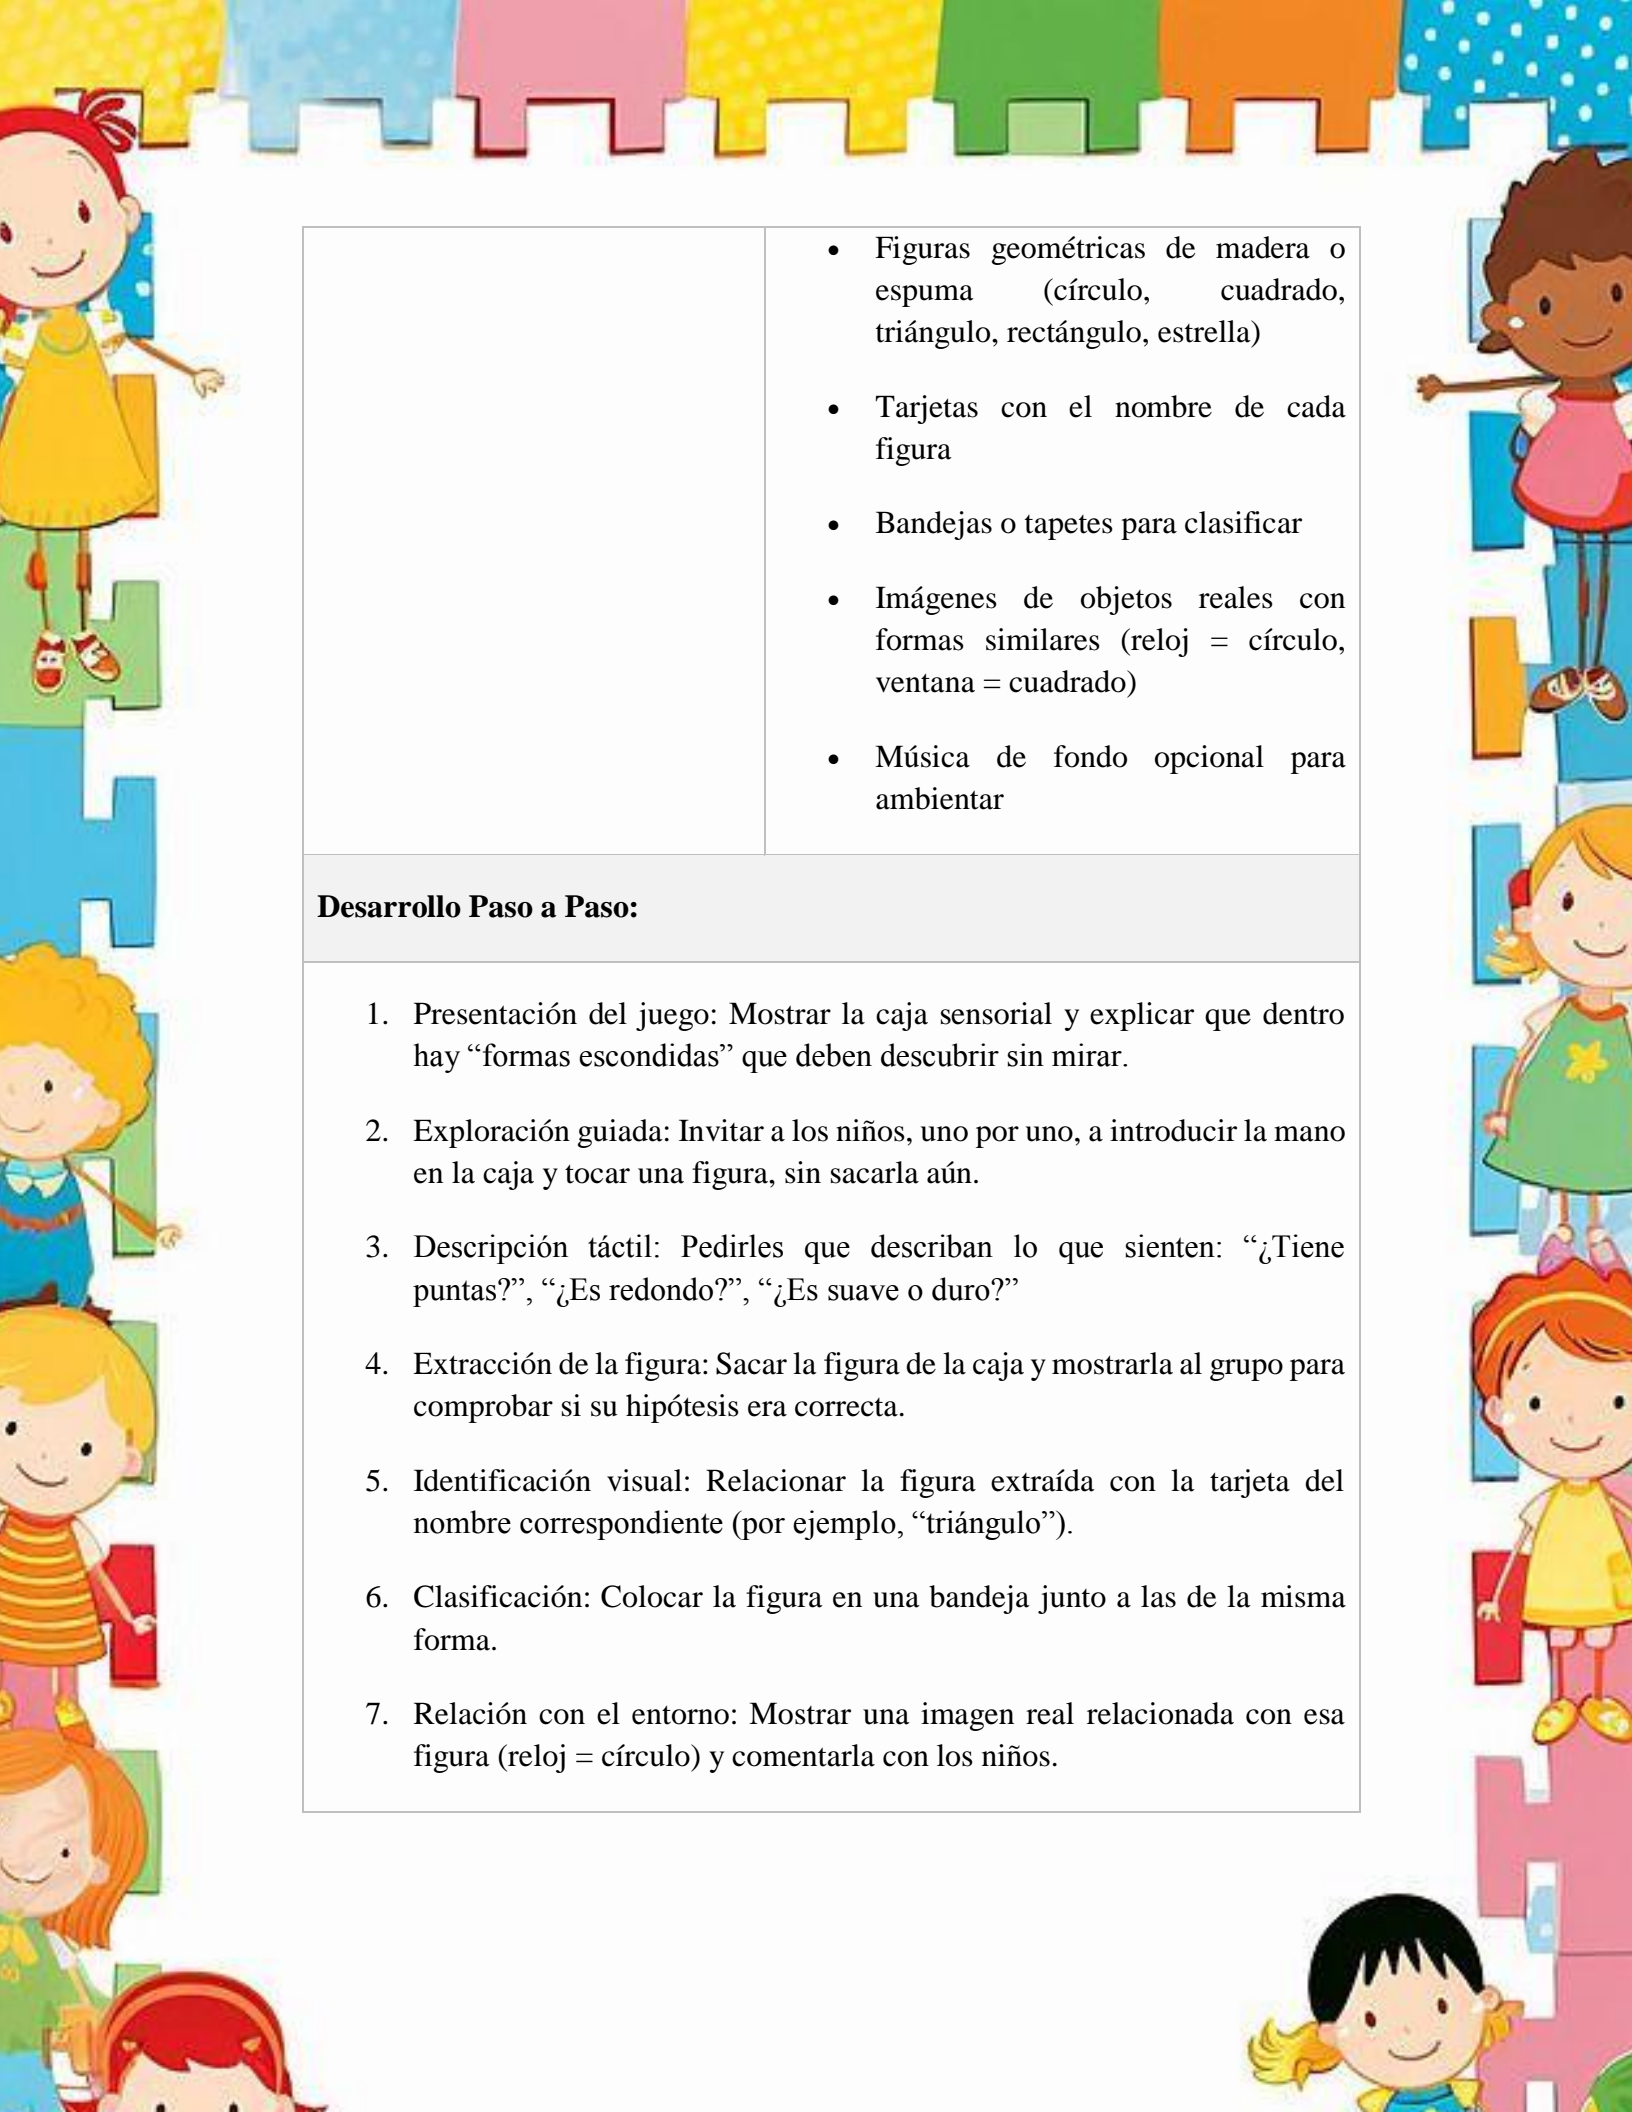 • Figuras geométricas de madera o
espuma (círculo, cuadrado,
triángulo, rectángulo, estrella)
• Tarjetas con el nombre de cada
figura
• Bandejas o tapetes para clasificar
• Imágenes de objetos reales con
formas similares (reloj = círculo,
ventana = cuadrado)
• Música de fondo opcional para
ambientar
Desarrollo Paso a Paso:
1. Presentación del juego: Mostrar la caja sensorial y explicar que dentro
hay “formas escondidas” que deben descubrir sin mirar.
2. Exploración guiada: Invitar a los niños, uno por uno, a introducir la mano
en la caja y tocar una figura, sin sacarla aún.
3. Descripción táctil: Pedirles que describan lo que sienten: “¿Tiene
puntas?”, “¿Es redondo?”, “¿Es suave o duro?”
4. Extracción de la figura: Sacar la figura de la caja y mostrarla al grupo para
comprobar si su hipótesis era correcta.
5. Identificación visual: Relacionar la figura extraída con la tarjeta del
nombre correspondiente (por ejemplo, “triángulo”).
6. Clasificación: Colocar la figura en una bandeja junto a las de la misma
forma.
7. Relación con el entorno: Mostrar una imagen real relacionada con esa
figura (reloj = círculo) y comentarla con los niños.